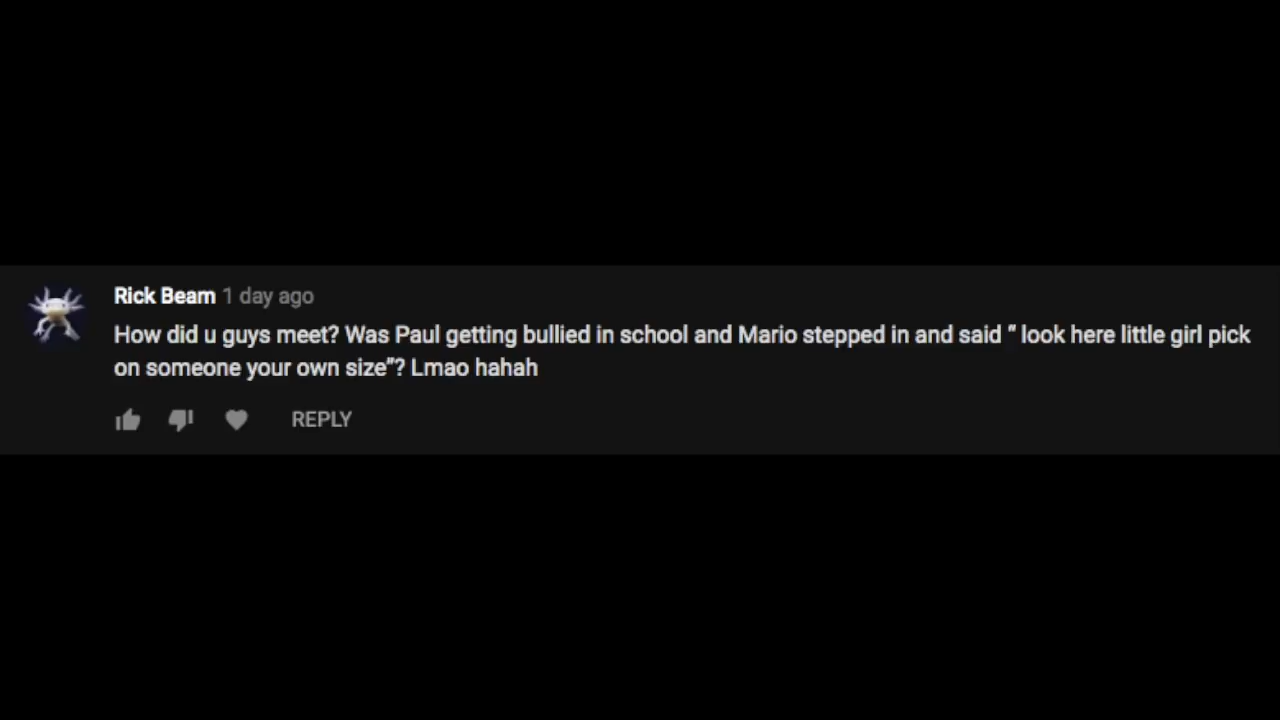 Rick Beam 1 day ago
How did u guys meet? Was Paul getting bullied in school and Mario stepped in and said “ look here little girl pick
on someone your own size”? Lmao hahah
REPLY